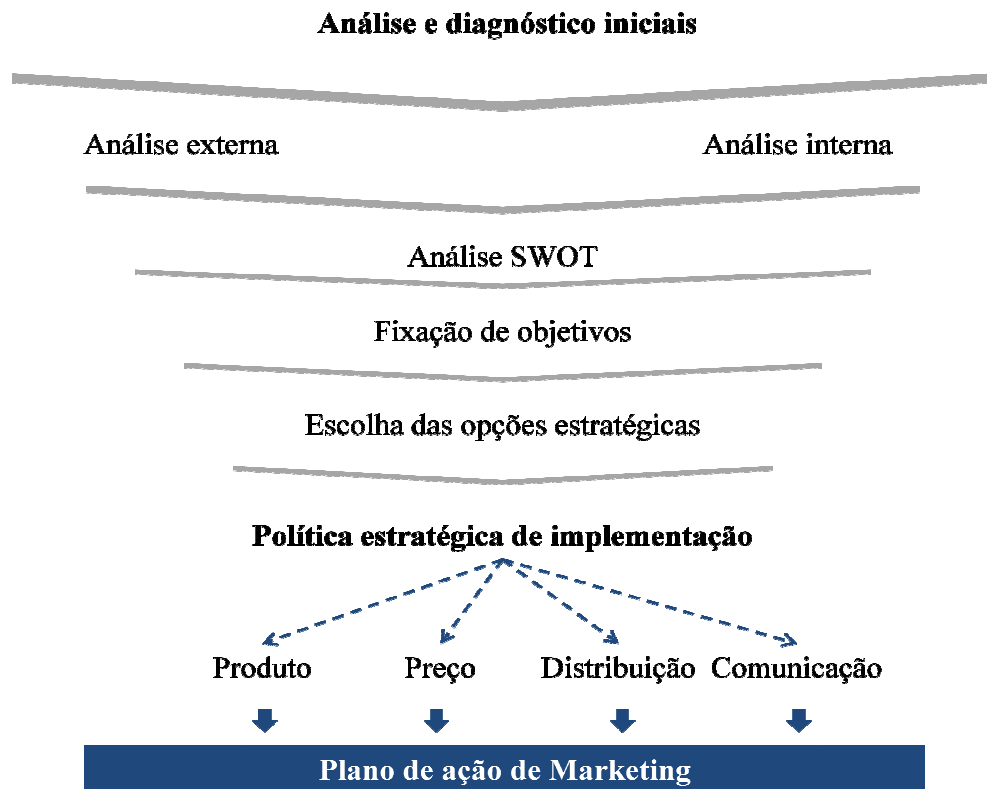 Análise e diagnóstico iniciais
Análise externa
Análise interna
Análise SWOT
Fixação de objetivos
Escolha das opções estratégicas
Política estratégica de implementação
Produto
Preço
Distribuição
Comunicação
Plano de ação de Marketing